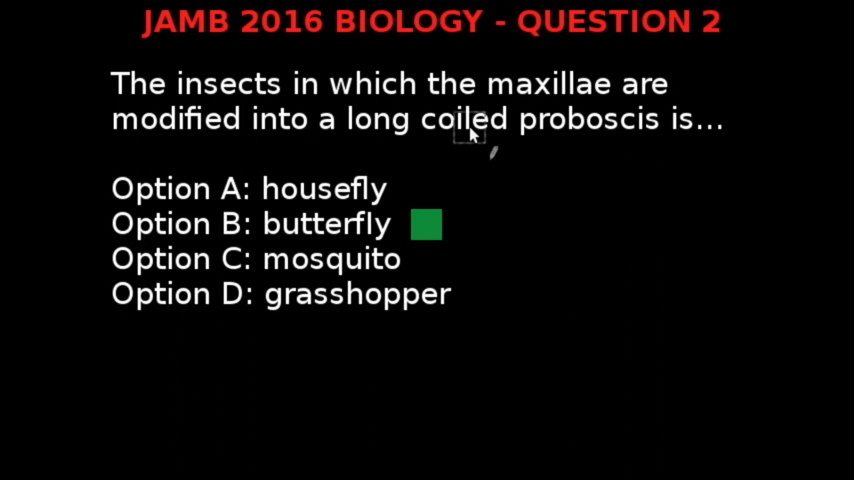 JAMB 2016 BIOLOGY - QUESTION 2
The insects in which the maxillae are
modified into a long coiled proboscis is...
Option A: housefly
Option B: butterfly
Option C: mosquito
Option D: grasshopper